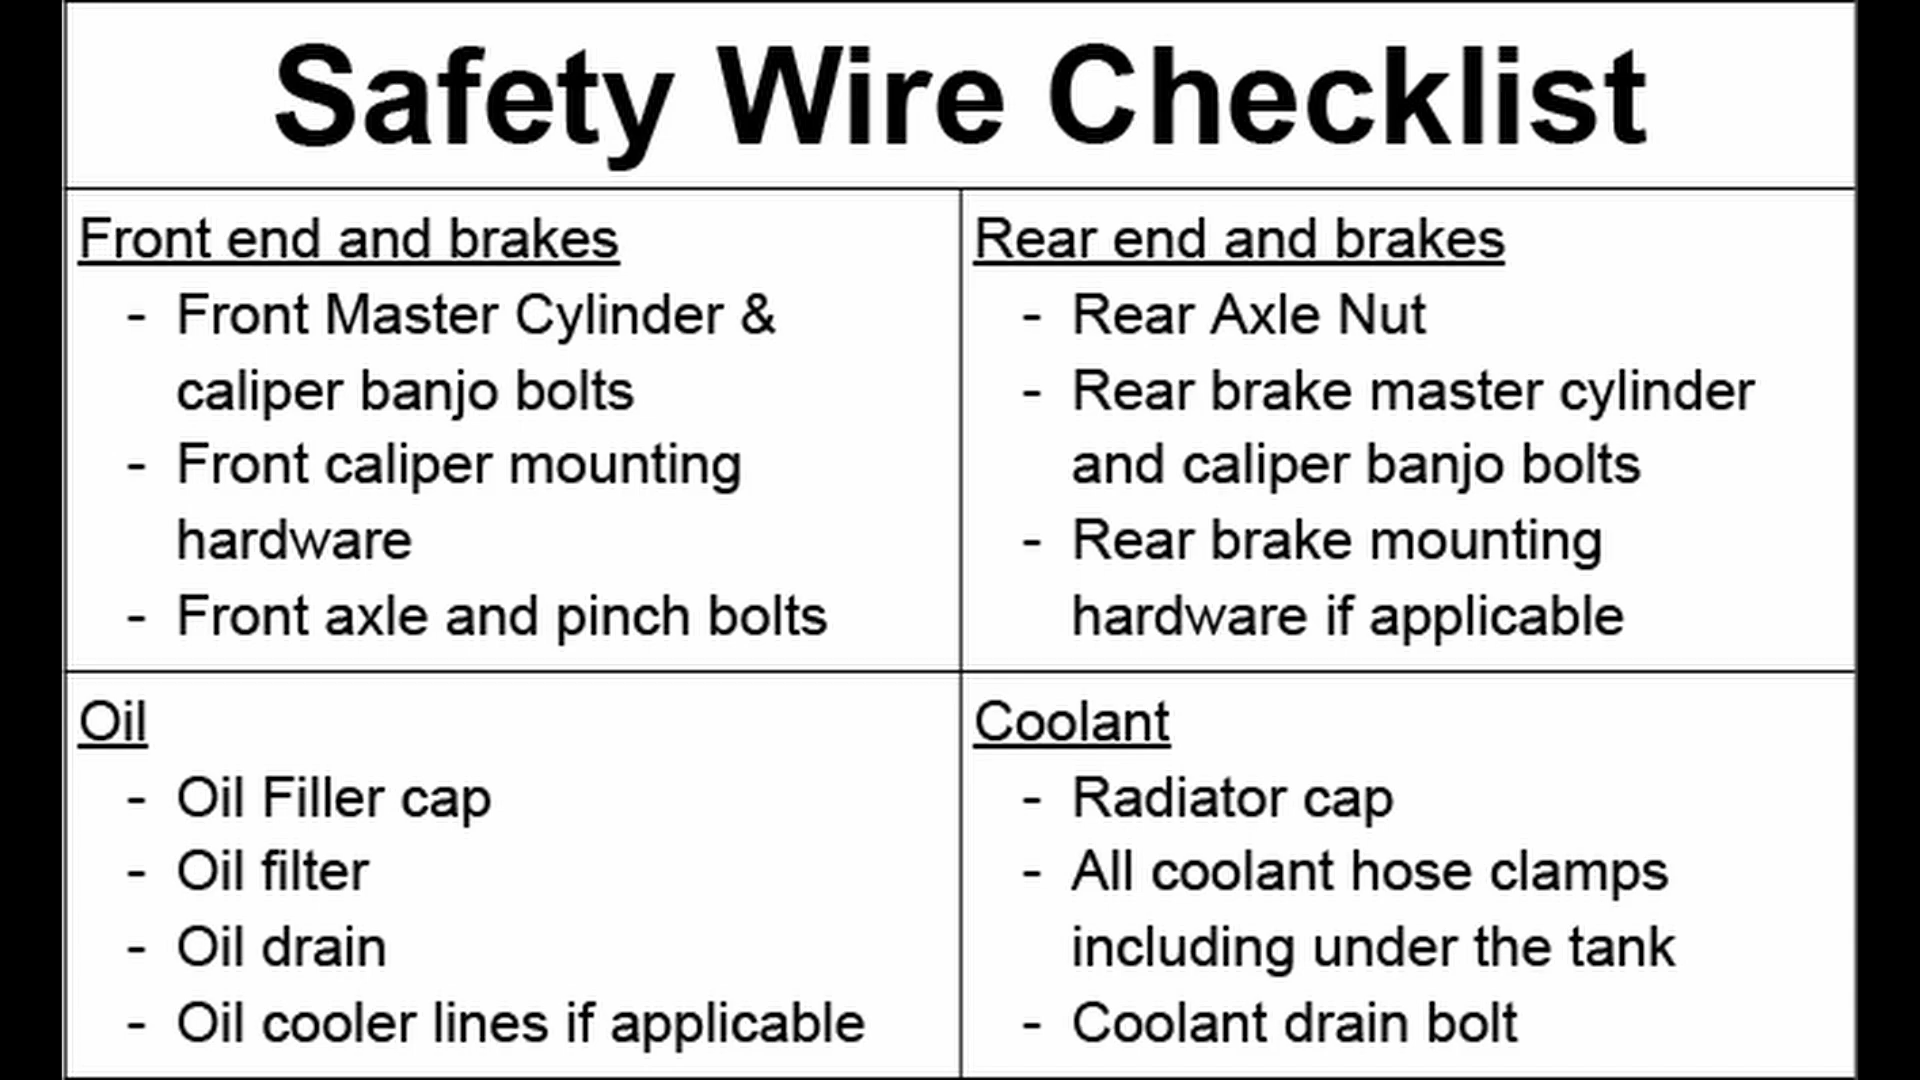 Safety Wire Checklist
Front end and brakes
- Front Master Cylinder &
caliper banjo bolts
- Front caliper mounting
hardware
- Front axle and pinch bolts
Rear end and brakes
- Rear Axle Nut
- Rear brake master cylinder
and caliper banjo bolts
- Rear brake mounting
hardware if applicable
Oil
- Oil Filler cap
- Oil filter
- Oil drain
- Oil cooler lines if applicable
Coolant
- Radiator cap
- All coolant hose clamps
including under the tank
- Coolant drain bolt